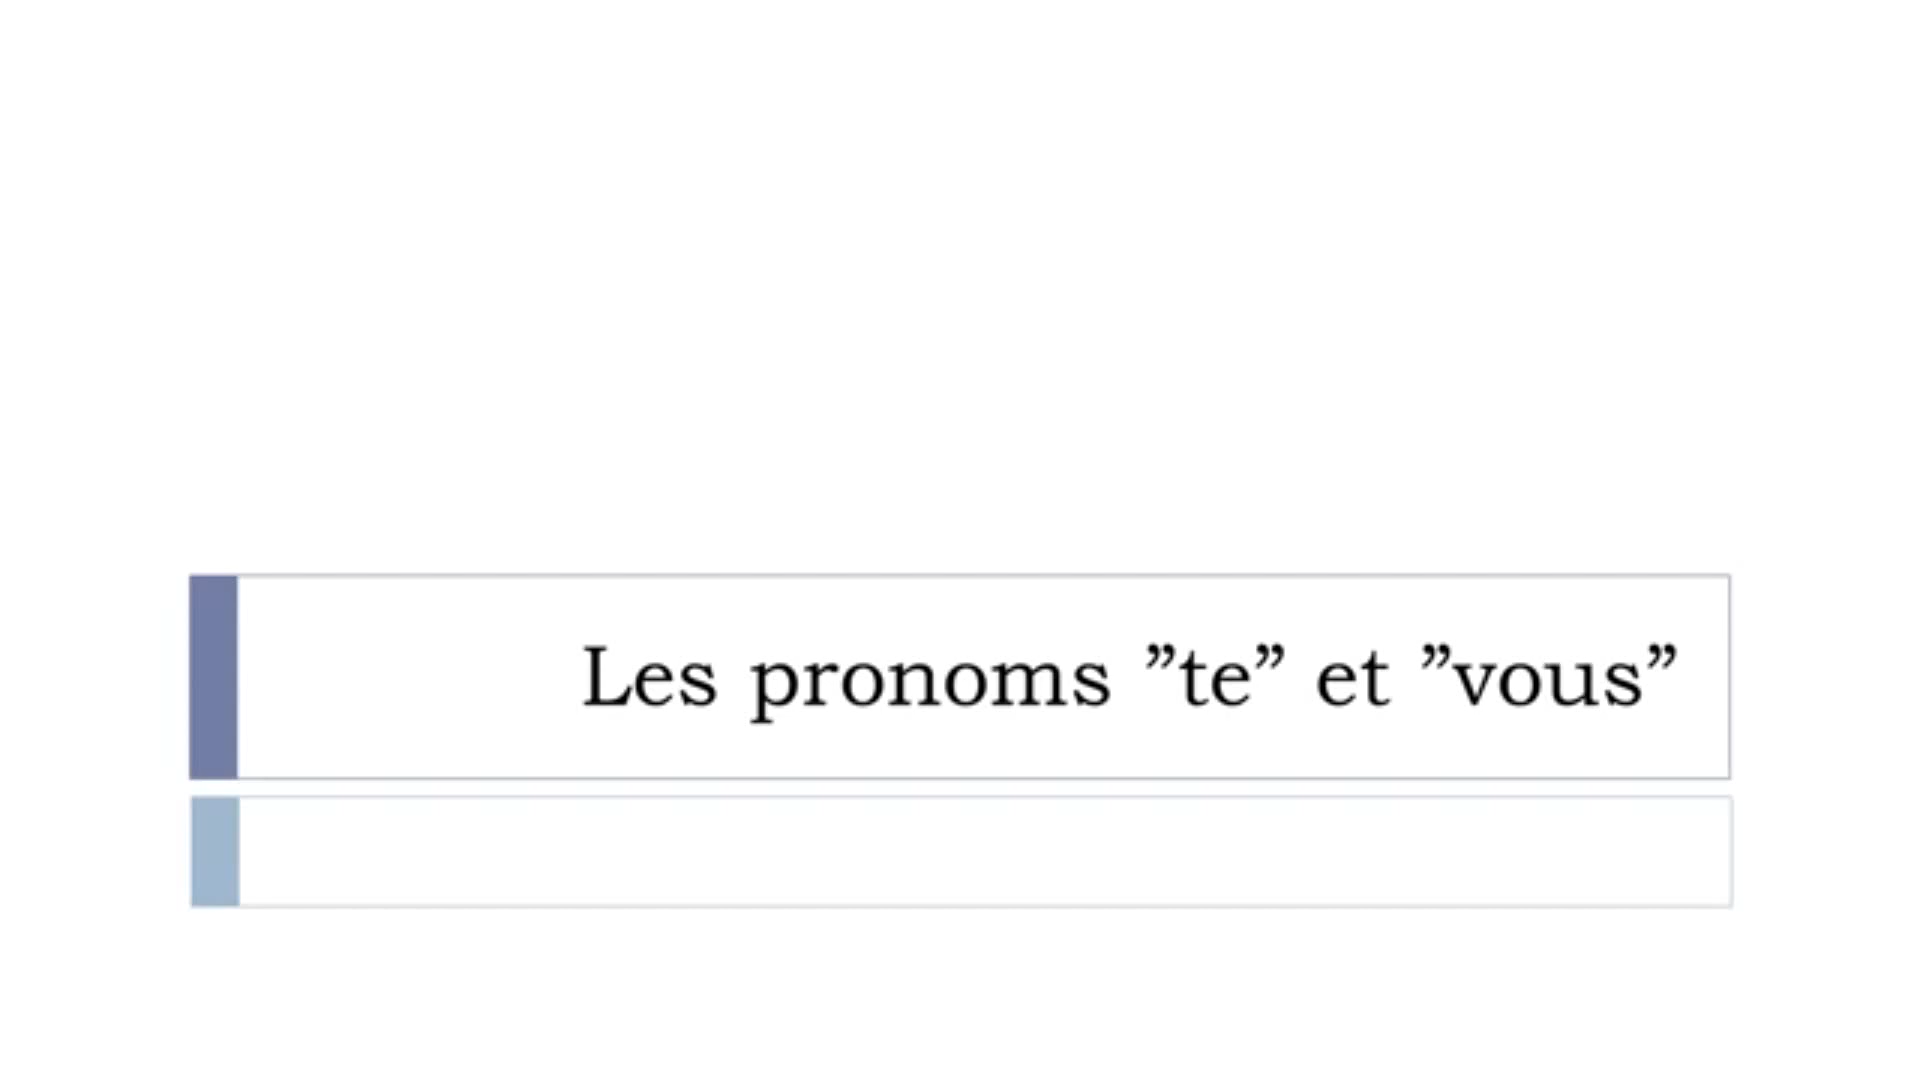 Les pronoms ”te” et ”vous”